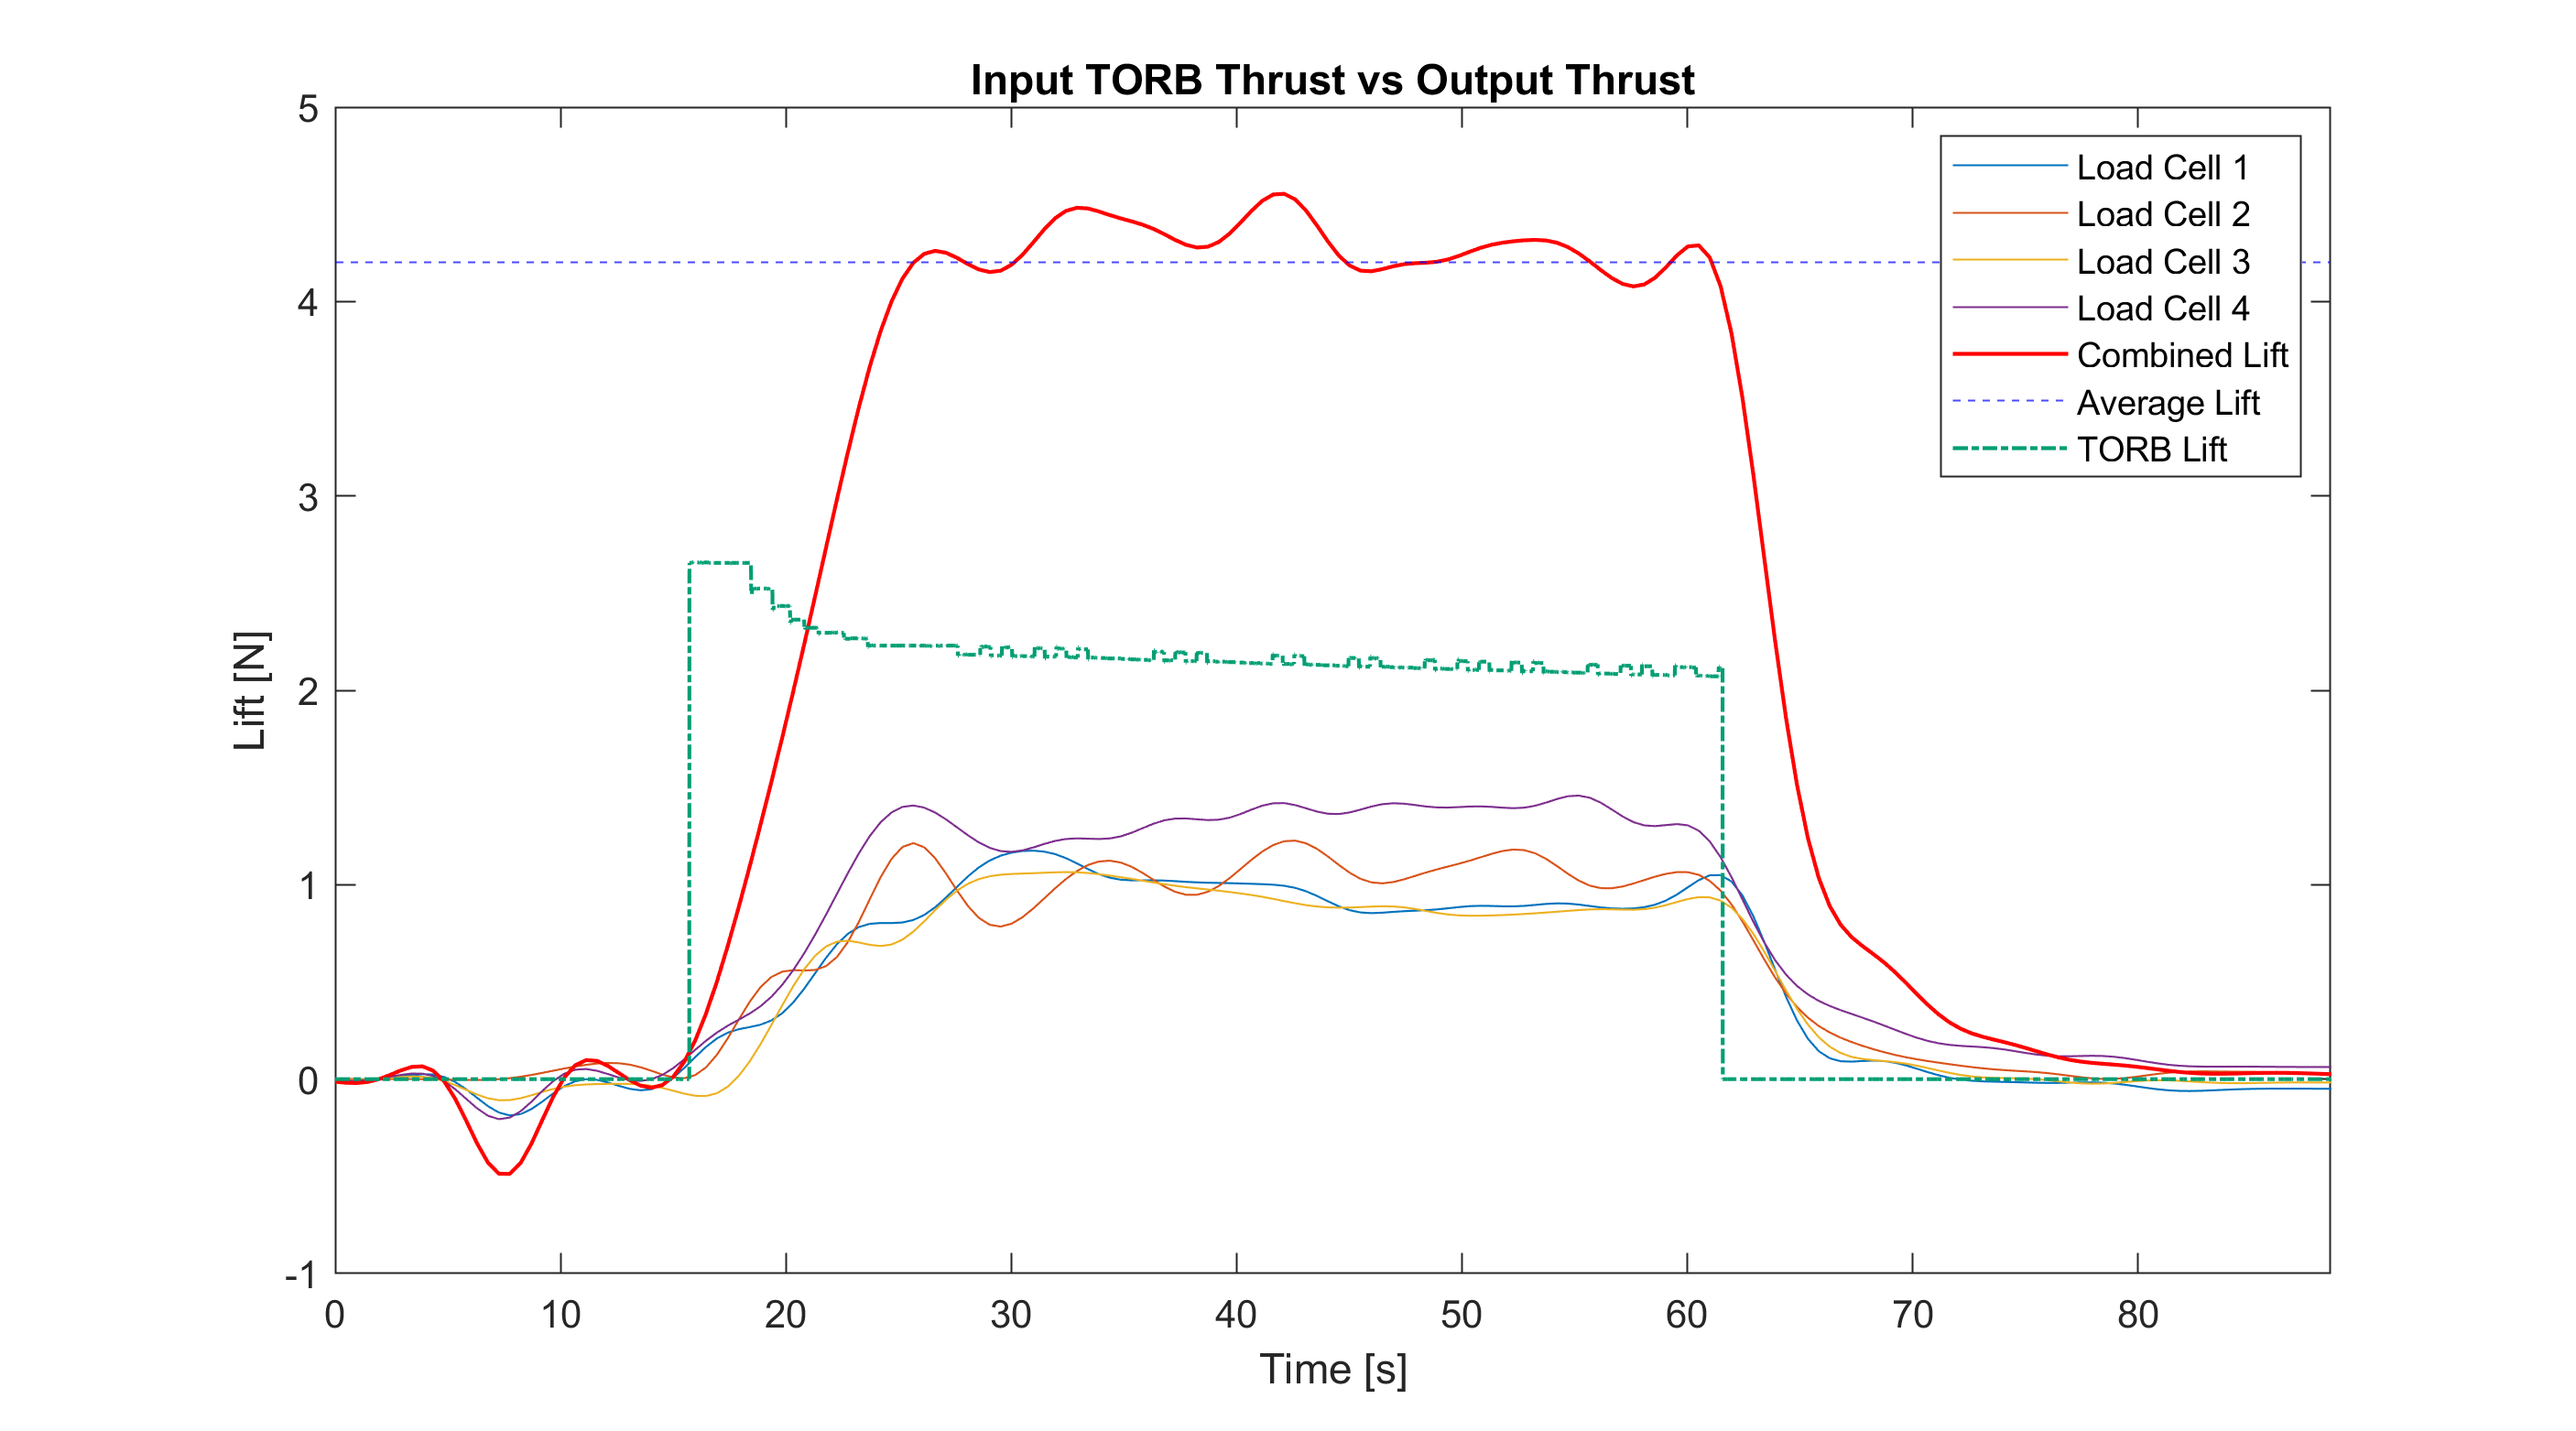 Input TORB Thrust vs Output Thrust
5
4
3
2
1
0
-1
Lift [N]
0 10 20 30 40 50 60 70 80
Time [s]
Load Cell 1
Load Cell 2
Load Cell 3
Load Cell 4
Combined Lift
Average Lift
TORB Lift